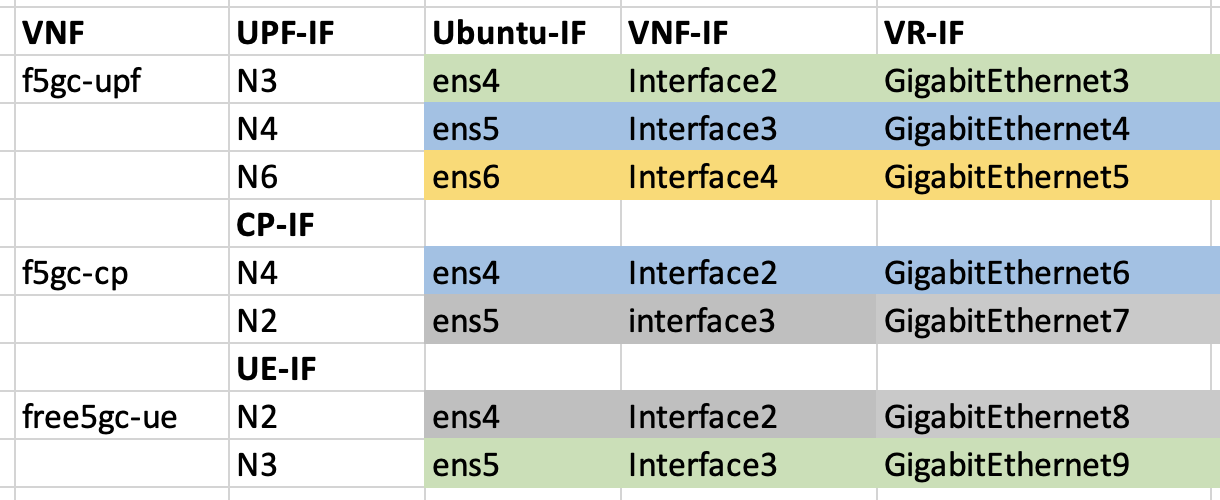 VNF UPF-IF Ubuntu-IF VNF-IF VR-IF
f5gc-upf N3 ens4 Interface2 GigabitEthernet3
N4 ens5 Interface3 GigabitEthernet4
N6 ens6 Interface4 GigabitEthernet5
CP-IF
f5gc-cp N4 ens4 Interface2 GigabitEthernet6
N2 ens5 interface3 GigabitEthernet7
UE-IF
free5gc-ue N2 ens4 Interface2 GigabitEthernet8
N3 ens5 Interface3 GigabitEthernet9